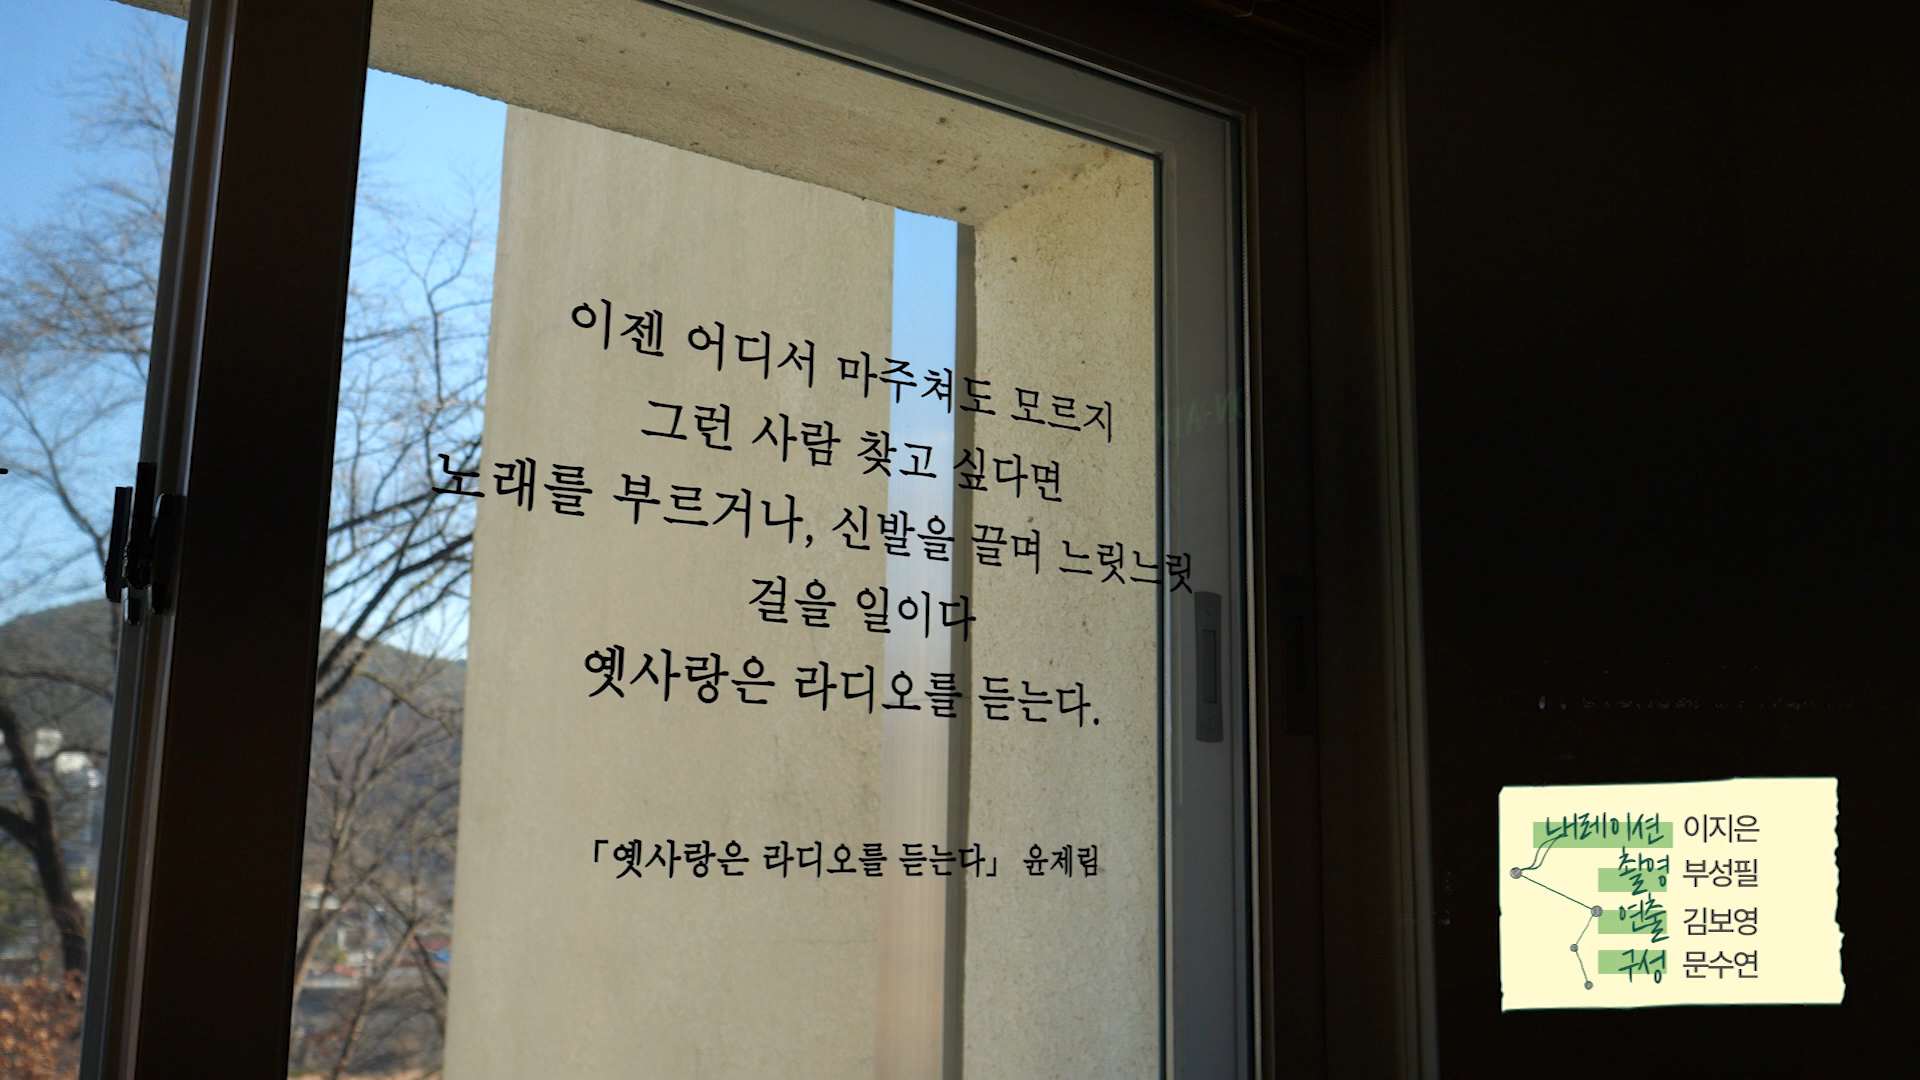 이젠 어디서 마주쳐도 모르지
그런 사람 찾고 싶다면
노래를 부르거나, 신발을 끌며 느릿느릿
걸을 일이다
옛사랑은 라디오를 듣는다.
「옛사랑은 라디오를 듣는다」 윤제림
내레이션 이지은
촬영 부성필
연출 김보영
구성 문수연